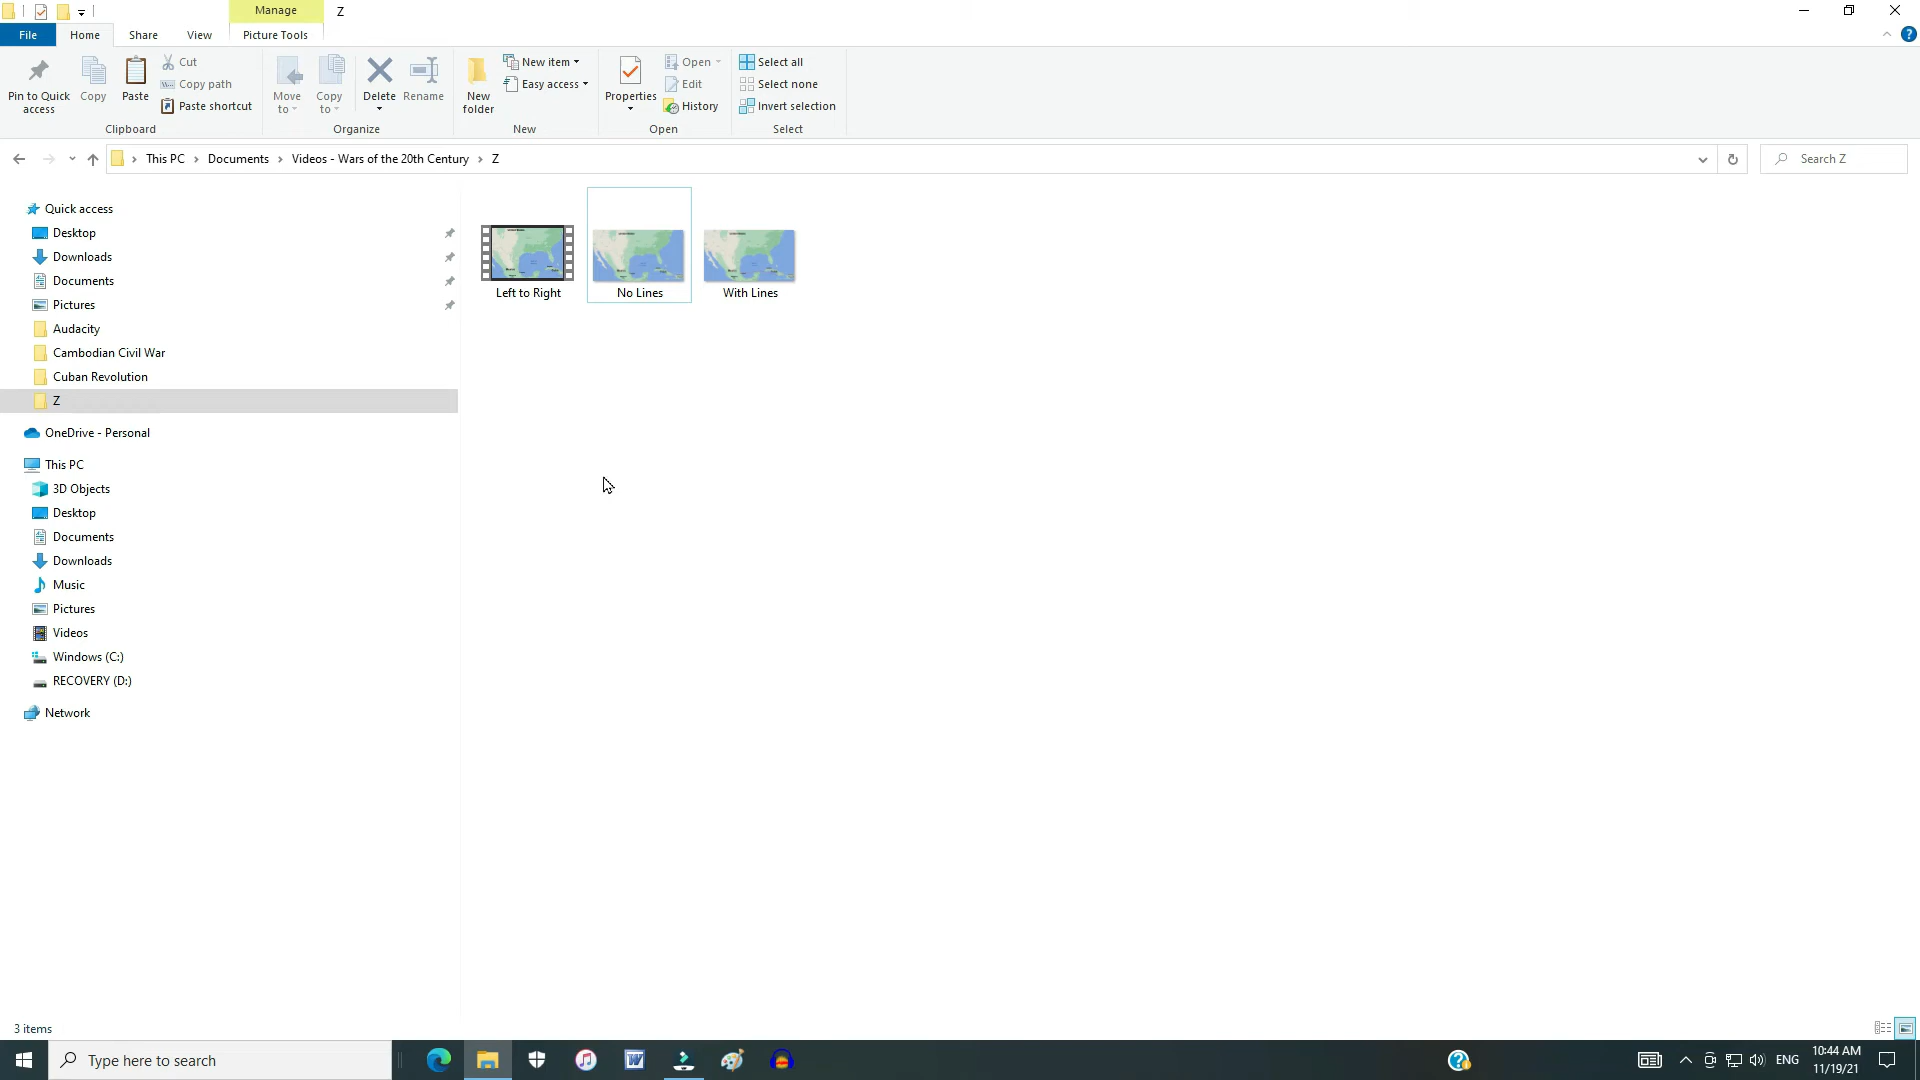 Manage
Z
File
Home
Share
View
Picture Tools
Pin to Quick access
Copy
Paste
Cut
Copy path
Paste shortcut
Clipboard
Move to
Copy to
Delete
Rename
Organize
New folder
New item
Easy access
New
Properties
Open
Edit
History
Open
Select all
Select none
Invert selection
Select
This PC
Documents
Videos - Wars of the 20th Century
Z
Search Z
Quick access
Desktop
Downloads
Documents
Pictures
Audacity
Cambodian Civil War
Cuban Revolution
Z
OneDrive - Personal
This PC
3D Objects
Desktop
Documents
Downloads
Music
Pictures
Videos
Windows (C:)
RECOVERY (D:)
Network
Left to Right
No Lines
With Lines
3 items
Type here to search
ENG
10:44 AM
11/19/21